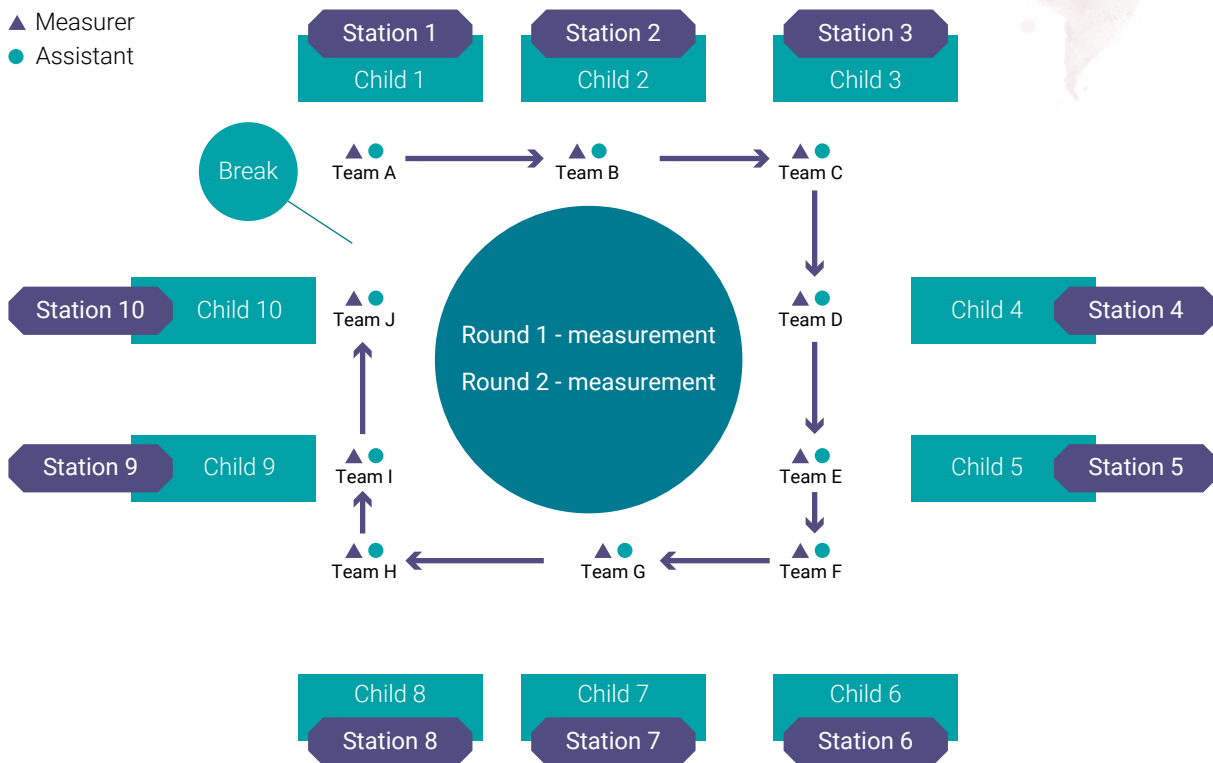 Measurer
Assistant
Station 1
Station 2
Station 3
Child 1
Child 2
Child 3
Break
Team A
Team B
Team C
Station 10
Child 10
Team J
Round 1 - measurement
Round 2 - measurement
Team D
Child 4
Station 4
Station 9
Child 9
Team I
Team E
Child 5
Station 5
Team H
Team G
Team F
Child 8
Child 7
Child 6
Station 8
Station 7
Station 6